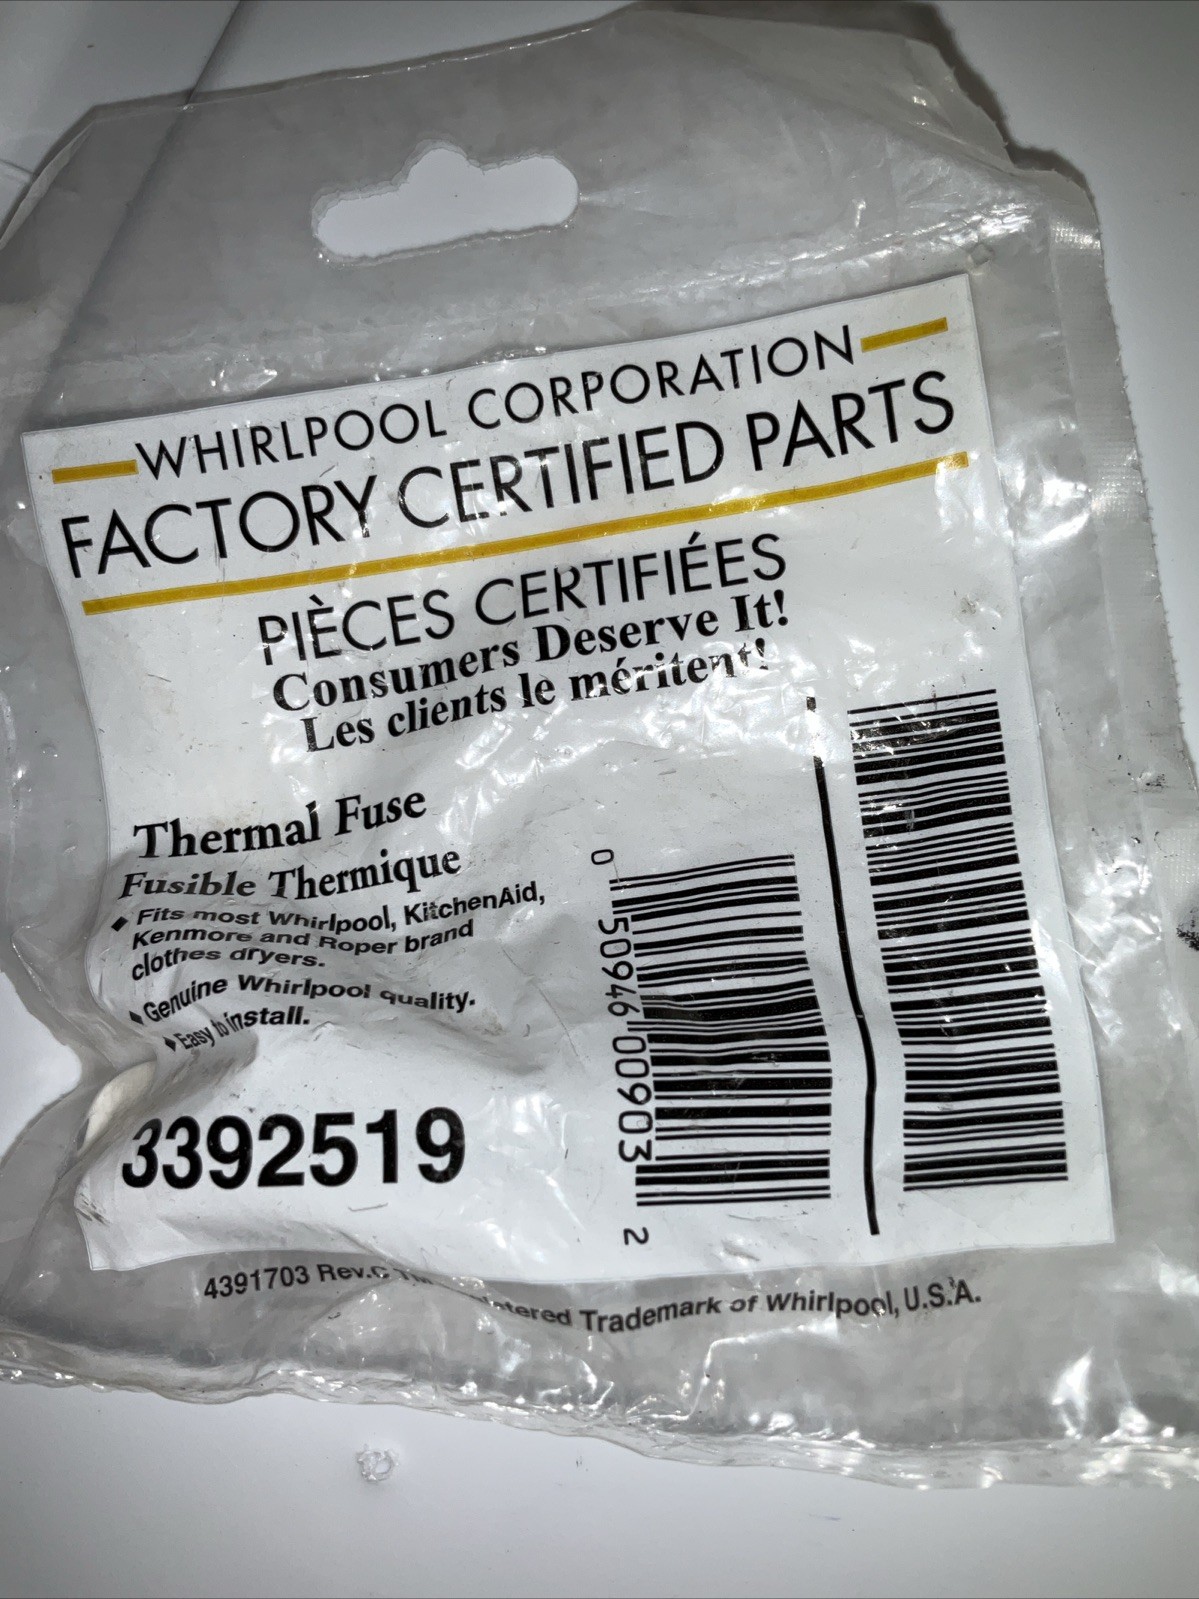 WHIRLPOOL CORPORATION
FACTORY CERTIFIED PARTS
PIÈCES CERTIFIÉES
Consumers Deserve It!
Les clients le méritent!
Thermal Fuse
Fusible Thermique
♦ Fits most Whirlpool, KitchenAid,
Kenmore and Roper brand
clothes dryers.
♦ Genuine Whirlpool quality.
♦ Easy to install.
3392519
0 50946 00903 2
4391703 Rev.C Trademark of Whirlpool, U.S.A.